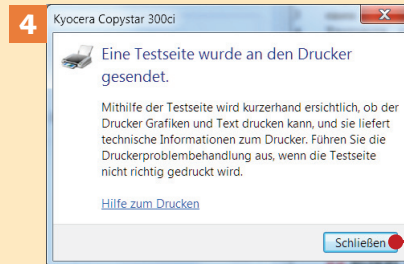 4
Kyocera Copystar 300ci
Eine Testseite wurde an den Drucker
gesendet.
Mithilfe der Testseite wird kurzerhand ersichtlich, ob der
Drucker Grafiken und Text drucken kann, und sie liefert
technische Informationen zum Drucker. Führen Sie die
Druckerproblembehandlung aus, wenn die Testseite
nicht richtig gedruckt wird.
Hilfe zum Drucken
Schließen